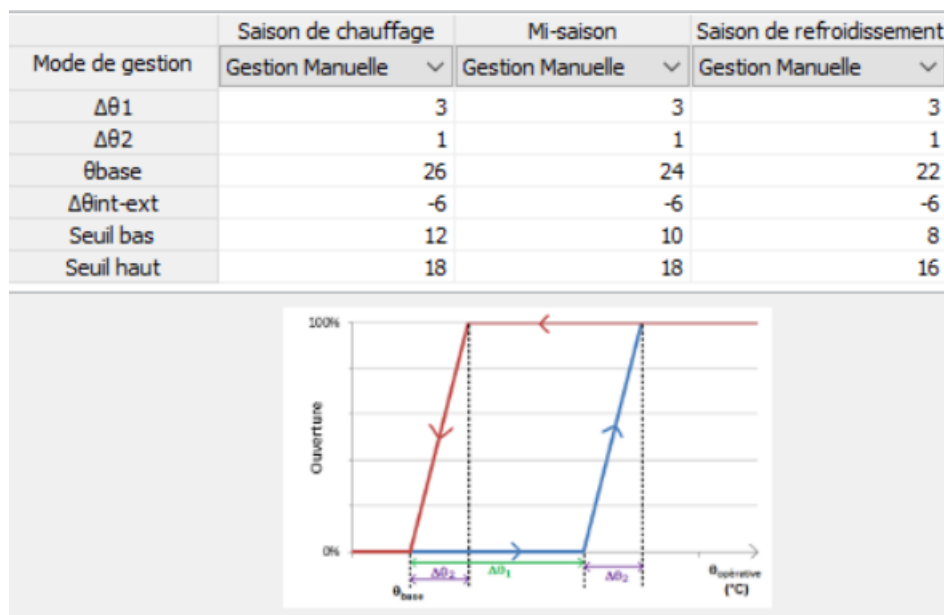 Saison de chauffage Mi-saison Saison de refroidissement
Mode de gestion Gestion Manuelle Gestion Manuelle Gestion Manuelle
Δθ1 3 3 3
Δθ2 1 1 1
θbase 26 24 22
Δθint-ext -6 -6 -6
Seuil bas 12 10 8
Seuil haut 18 18 16
100%
Ouverture
0%
Δθ2 Δθ1 Δθ2
θbase θopérative
(°C)